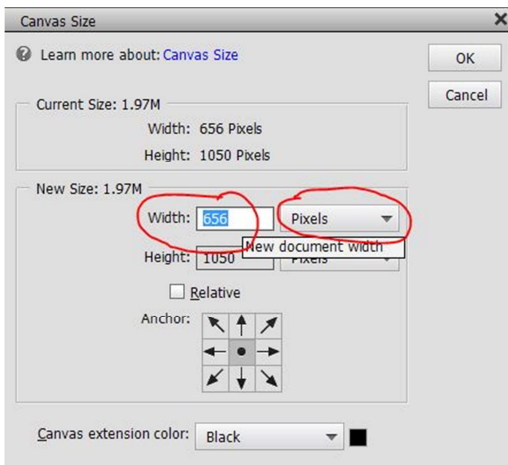 Canvas Size
Learn more about: Canvas Size
OK
Cancel
Current Size: 1.97M
Width: 656 Pixels
Height: 1050 Pixels
New Size: 1.97M
Width: 656 Pixels
New document width
Height: 1050 Pixels
Relative
Anchor:
Canvas extension color: Black